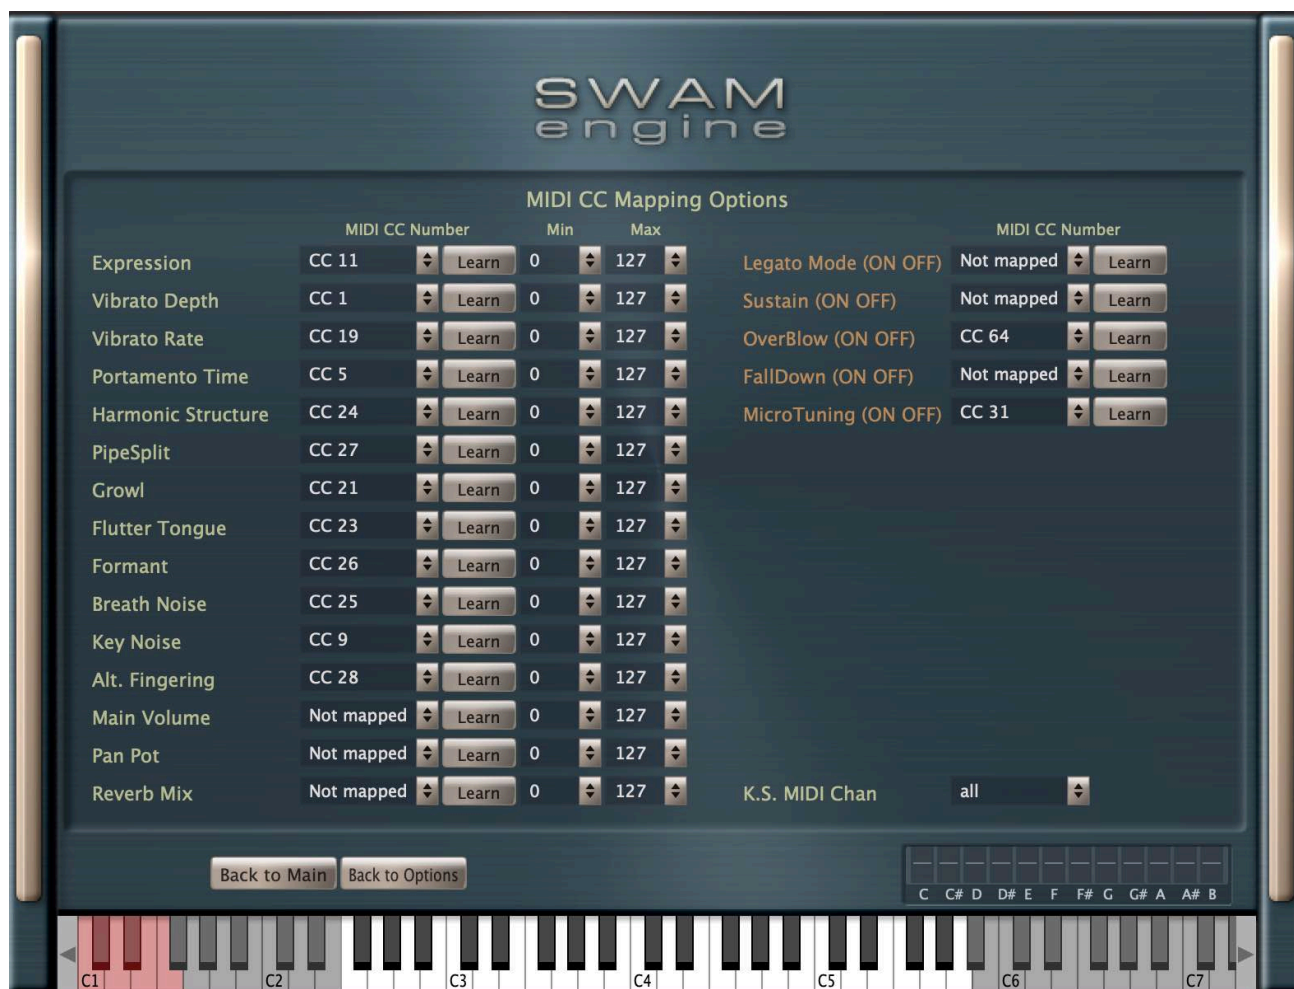 SWAM
engine
MIDI CC Mapping Options
MIDI CC Number Min Max MIDI CC Number
Expression CC 11 Learn 0 127 Legato Mode (ON OFF) Not mapped Learn
Vibrato Depth CC 1 Learn 0 127 Sustain (ON OFF) Not mapped Learn
Vibrato Rate CC 19 Learn 0 127 OverBlow (ON OFF) CC 64 Learn
Portamento Time CC 5 Learn 0 127 FallDown (ON OFF) Not mapped Learn
Harmonic Structure CC 24 Learn 0 127 MicroTuning (ON OFF) CC 31 Learn
PipeSplit CC 27 Learn 0 127
Growl CC 21 Learn 0 127
Flutter Tongue CC 23 Learn 0 127
Formant CC 26 Learn 0 127
Breath Noise CC 25 Learn 0 127
Key Noise CC 9 Learn 0 127
Alt. Fingering CC 28 Learn 0 127
Main Volume Not mapped Learn 0 127
Pan Pot Not mapped Learn 0 127
Reverb Mix Not mapped Learn 0 127 K.S. MIDI Chan all
Back to Main Back to Options
C C# D D# E F F# G G# A A# B
C1 C2 C3 C4 C5 C6 C7